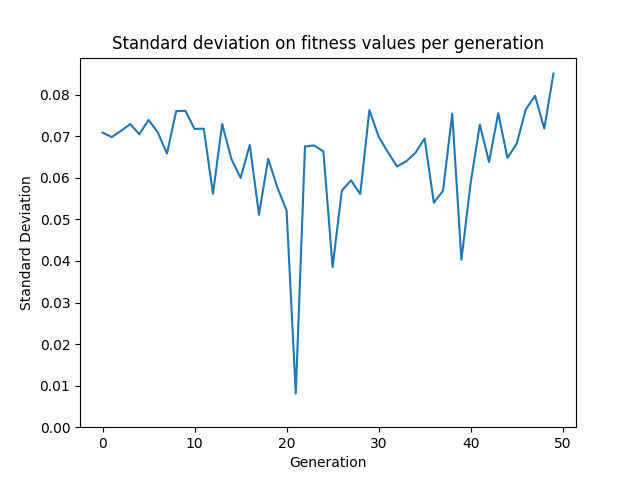 Standard deviation on fitness values per generation
Standard Deviation
0.08
0.07
0.06
0.05
0.04
0.03
0.02
0.01
0.00
0 10 20 30 40 50
Generation